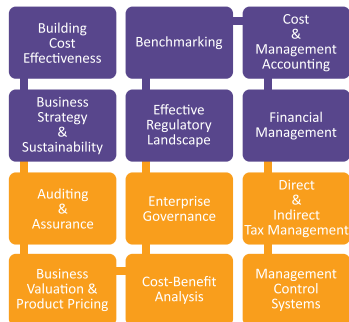 Building
Cost
Effectiveness
Benchmarking
Cost
&
Management
Accounting
Business
Strategy
&
Sustainability
Effective
Regulatory
Landscape
Financial
Management
Auditing
&
Assurance
Enterprise
Governance
Direct
&
Indirect
Tax Management
Business
Valuation &
Product Pricing
Cost-Benefit
Analysis
Management
Control
Systems